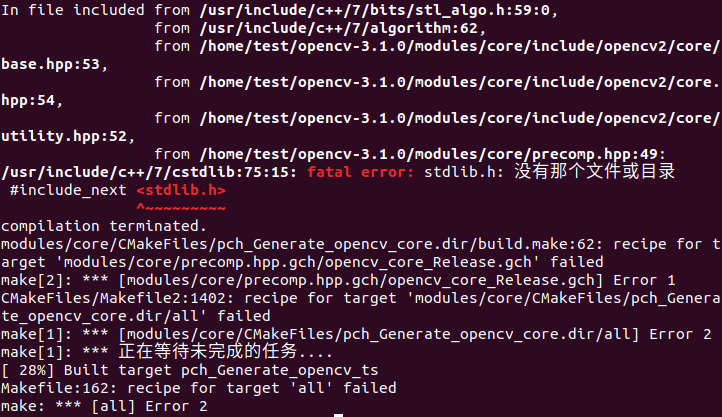 In file included from /usr/include/c++/7/bits/stl_algo.h:59:0,
from /usr/include/c++/7/algorithm:62,
from /home/test/opencv-3.1.0/modules/core/include/opencv2/core/
base.hpp:53,
from /home/test/opencv-3.1.0/modules/core/include/opencv2/core.
hpp:54,
from /home/test/opencv-3.1.0/modules/core/include/opencv2/core/
utility.hpp:52,
from /home/test/opencv-3.1.0/modules/core/precomp.hpp:49:
/usr/include/c++/7/cstdlib:75:15: fatal error: stdlib.h: 没有那个文件或目录
#include_next <stdlib.h>
^~~~~~~~~~
compilation terminated.
modules/core/CMakeFiles/pch_Generate_opencv_core.dir/build.make:62: recipe for t
arget 'modules/core/precomp.hpp.gch/opencv_core_Release.gch' failed
make[2]: *** [modules/core/precomp.hpp.gch/opencv_core_Release.gch] Error 1
CMakeFiles/Makefile2:1402: recipe for target 'modules/core/CMakeFiles/pch_Genera
te_opencv_core.dir/all' failed
make[1]: *** [modules/core/CMakeFiles/pch_Generate_opencv_core.dir/all] Error 2
make[1]: *** 正在等待未完成的任务....
[ 28%] Built target pch_Generate_opencv_ts
Makefile:162: recipe for target 'all' failed
make: *** [all] Error 2